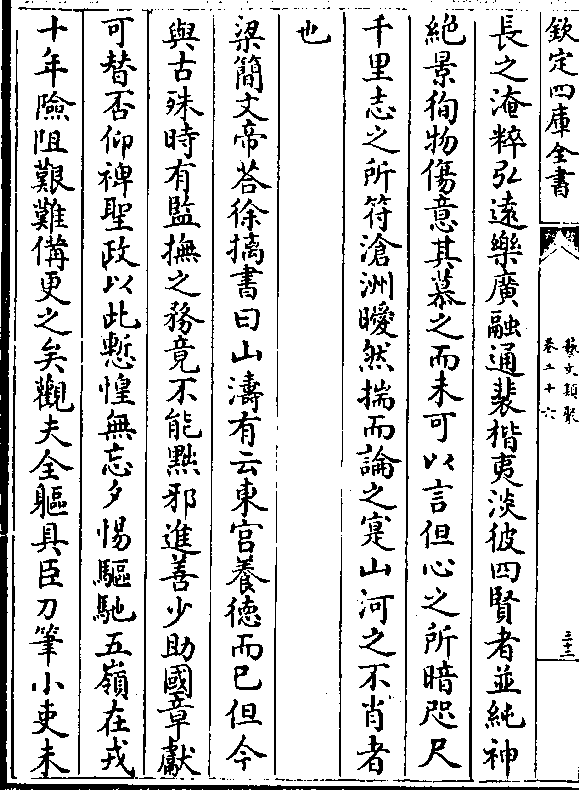 欽定四庫全書
藝文類聚
卷二十六
三十三
長之淹粹弘遠樂廣融通裴楷夷淡彼四賢者並純神
絶景徇物傷意其慕之而未可以言但心之所暗咫尺
千里志之所符滄洲曖然揣而論之寔山河之不肖者
也
梁簡文帝荅徐摛書曰山濤有云東宫養徳而已但今
與古殊時有監撫之務竟不能黜邪進善少助國章獻
可替否仰裨聖政以此慙惶無忘夕惕驅馳五嶺在戎
十年險阻艱難備更之矣觀夫全軀具臣刀筆小吏未